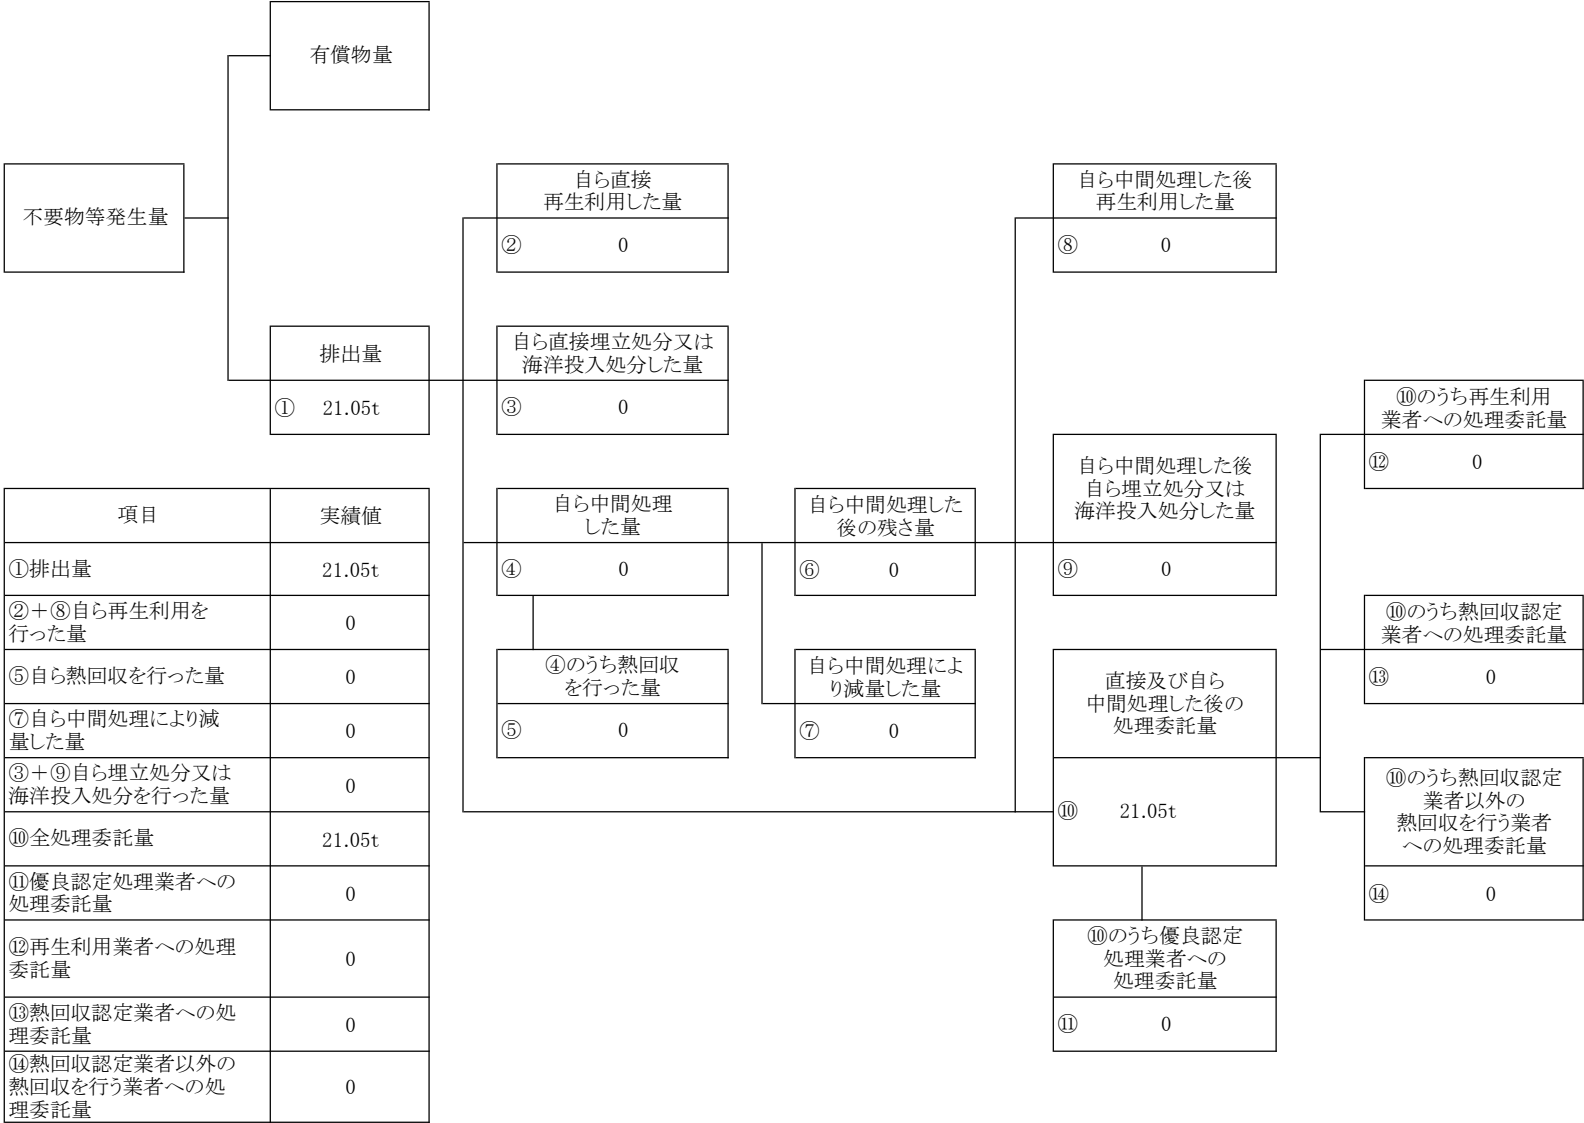 有償物量
不要物等発生量
自ら直接
再生利用した量
②　0
自ら中間処理した後
再生利用した量
⑧　0
排出量
①　21.05t
自ら直接埋立処分又は
海洋投入処分した量
③　0
⑩のうち再生利用
業者への処理委託量
⑫　0
自ら中間処理した後
自ら埋立処分又は
海洋投入処分した量
⑨　0
自ら中間処理
した量
④　0
自ら中間処理した
後の残さ量
⑥　0
⑩のうち熱回収認定
業者への処理委託量
⑬　0
④のうち熱回収
を行った量
⑤　0
自ら中間処理によ
り減量した量
⑦　0
直接及び自ら
中間処理した後の
処理委託量
⑩　21.05t
⑩のうち熱回収認定
業者以外の
熱回収を行う業者
への処理委託量
⑭　0
⑩のうち優良認定
処理業者への
処理委託量
⑪　0
項目　実績値
①排出量　21.05t
②＋⑧自ら再生利用を
行った量　0
⑤自ら熱回収を行った量　0
⑦自ら中間処理により減
量した量　0
③＋⑨自ら埋立処分又は
海洋投入処分を行った量　0
⑩全処理委託量　21.05t
⑪優良認定処理業者への
処理委託量　0
⑫再生利用業者への処理
委託量　0
⑬熱回収認定業者への処
理委託量　0
⑭熱回収認定業者以外の
熱回収を行う業者への処
理委託量　0